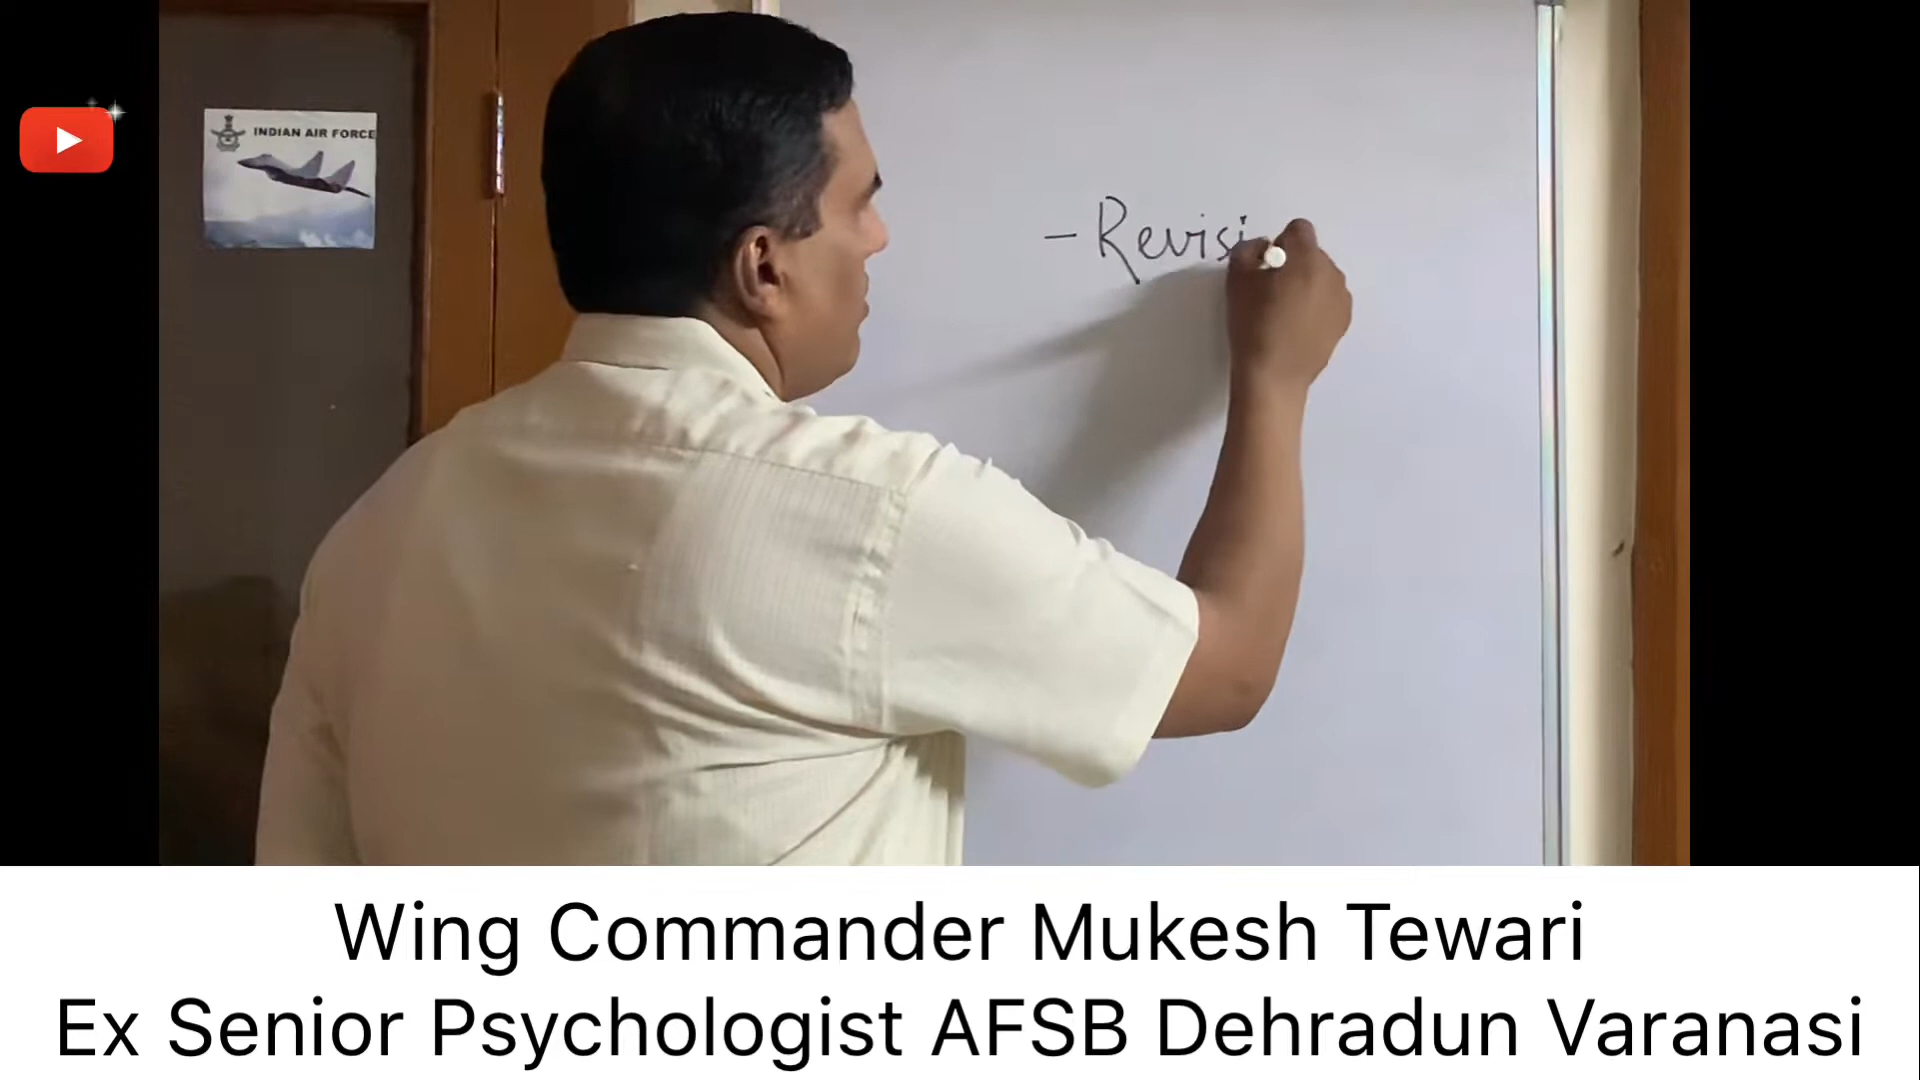 INDIAN AIR FORCE
- Revisi
Wing Commander Mukesh Tewari
Ex Senior Psychologist AFSB Dehradun Varanasi